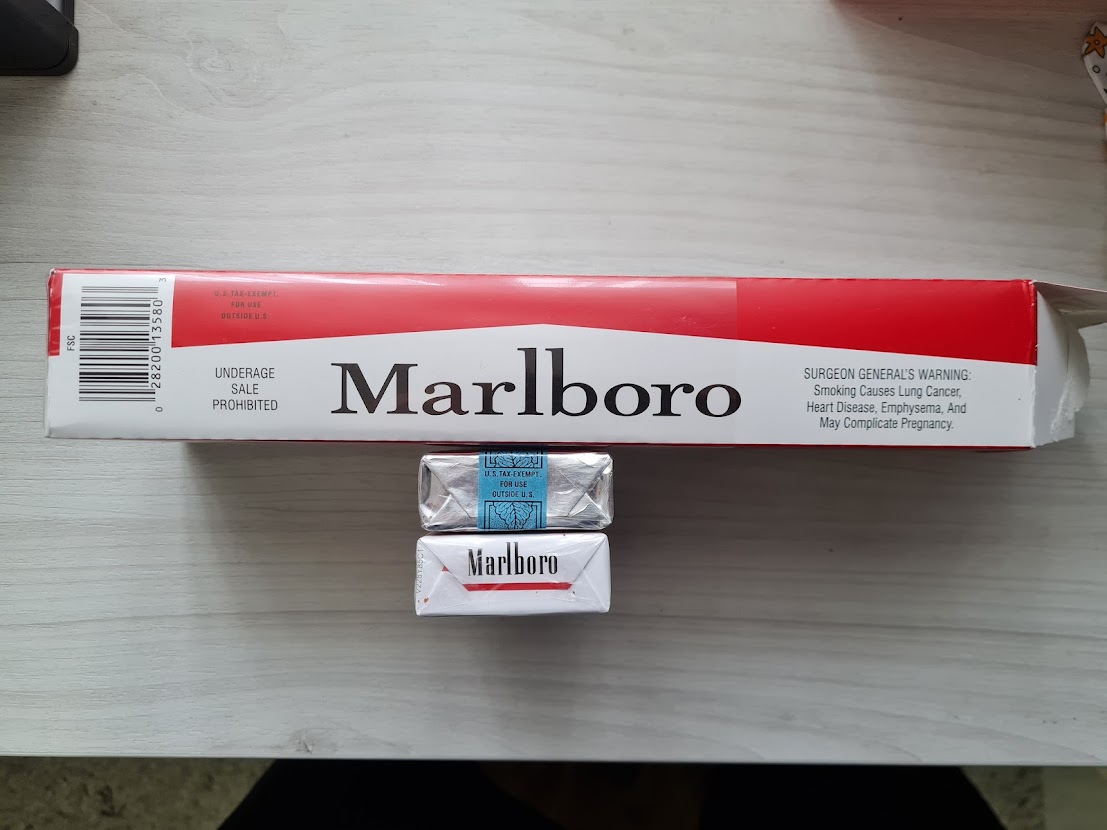 FSC
0 28200 13580 3
U.S. TAX-EXEMPT.
FOR USE
OUTSIDE U.S.
UNDERAGE
SALE
PROHIBITED
Marlboro
SURGEON GENERAL'S WARNING:
Smoking Causes Lung Cancer,
Heart Disease, Emphysema, And
May Complicate Pregnancy.
U.S. TAX-EXEMPT.
FOR USE
OUTSIDE U.S.
Marlboro